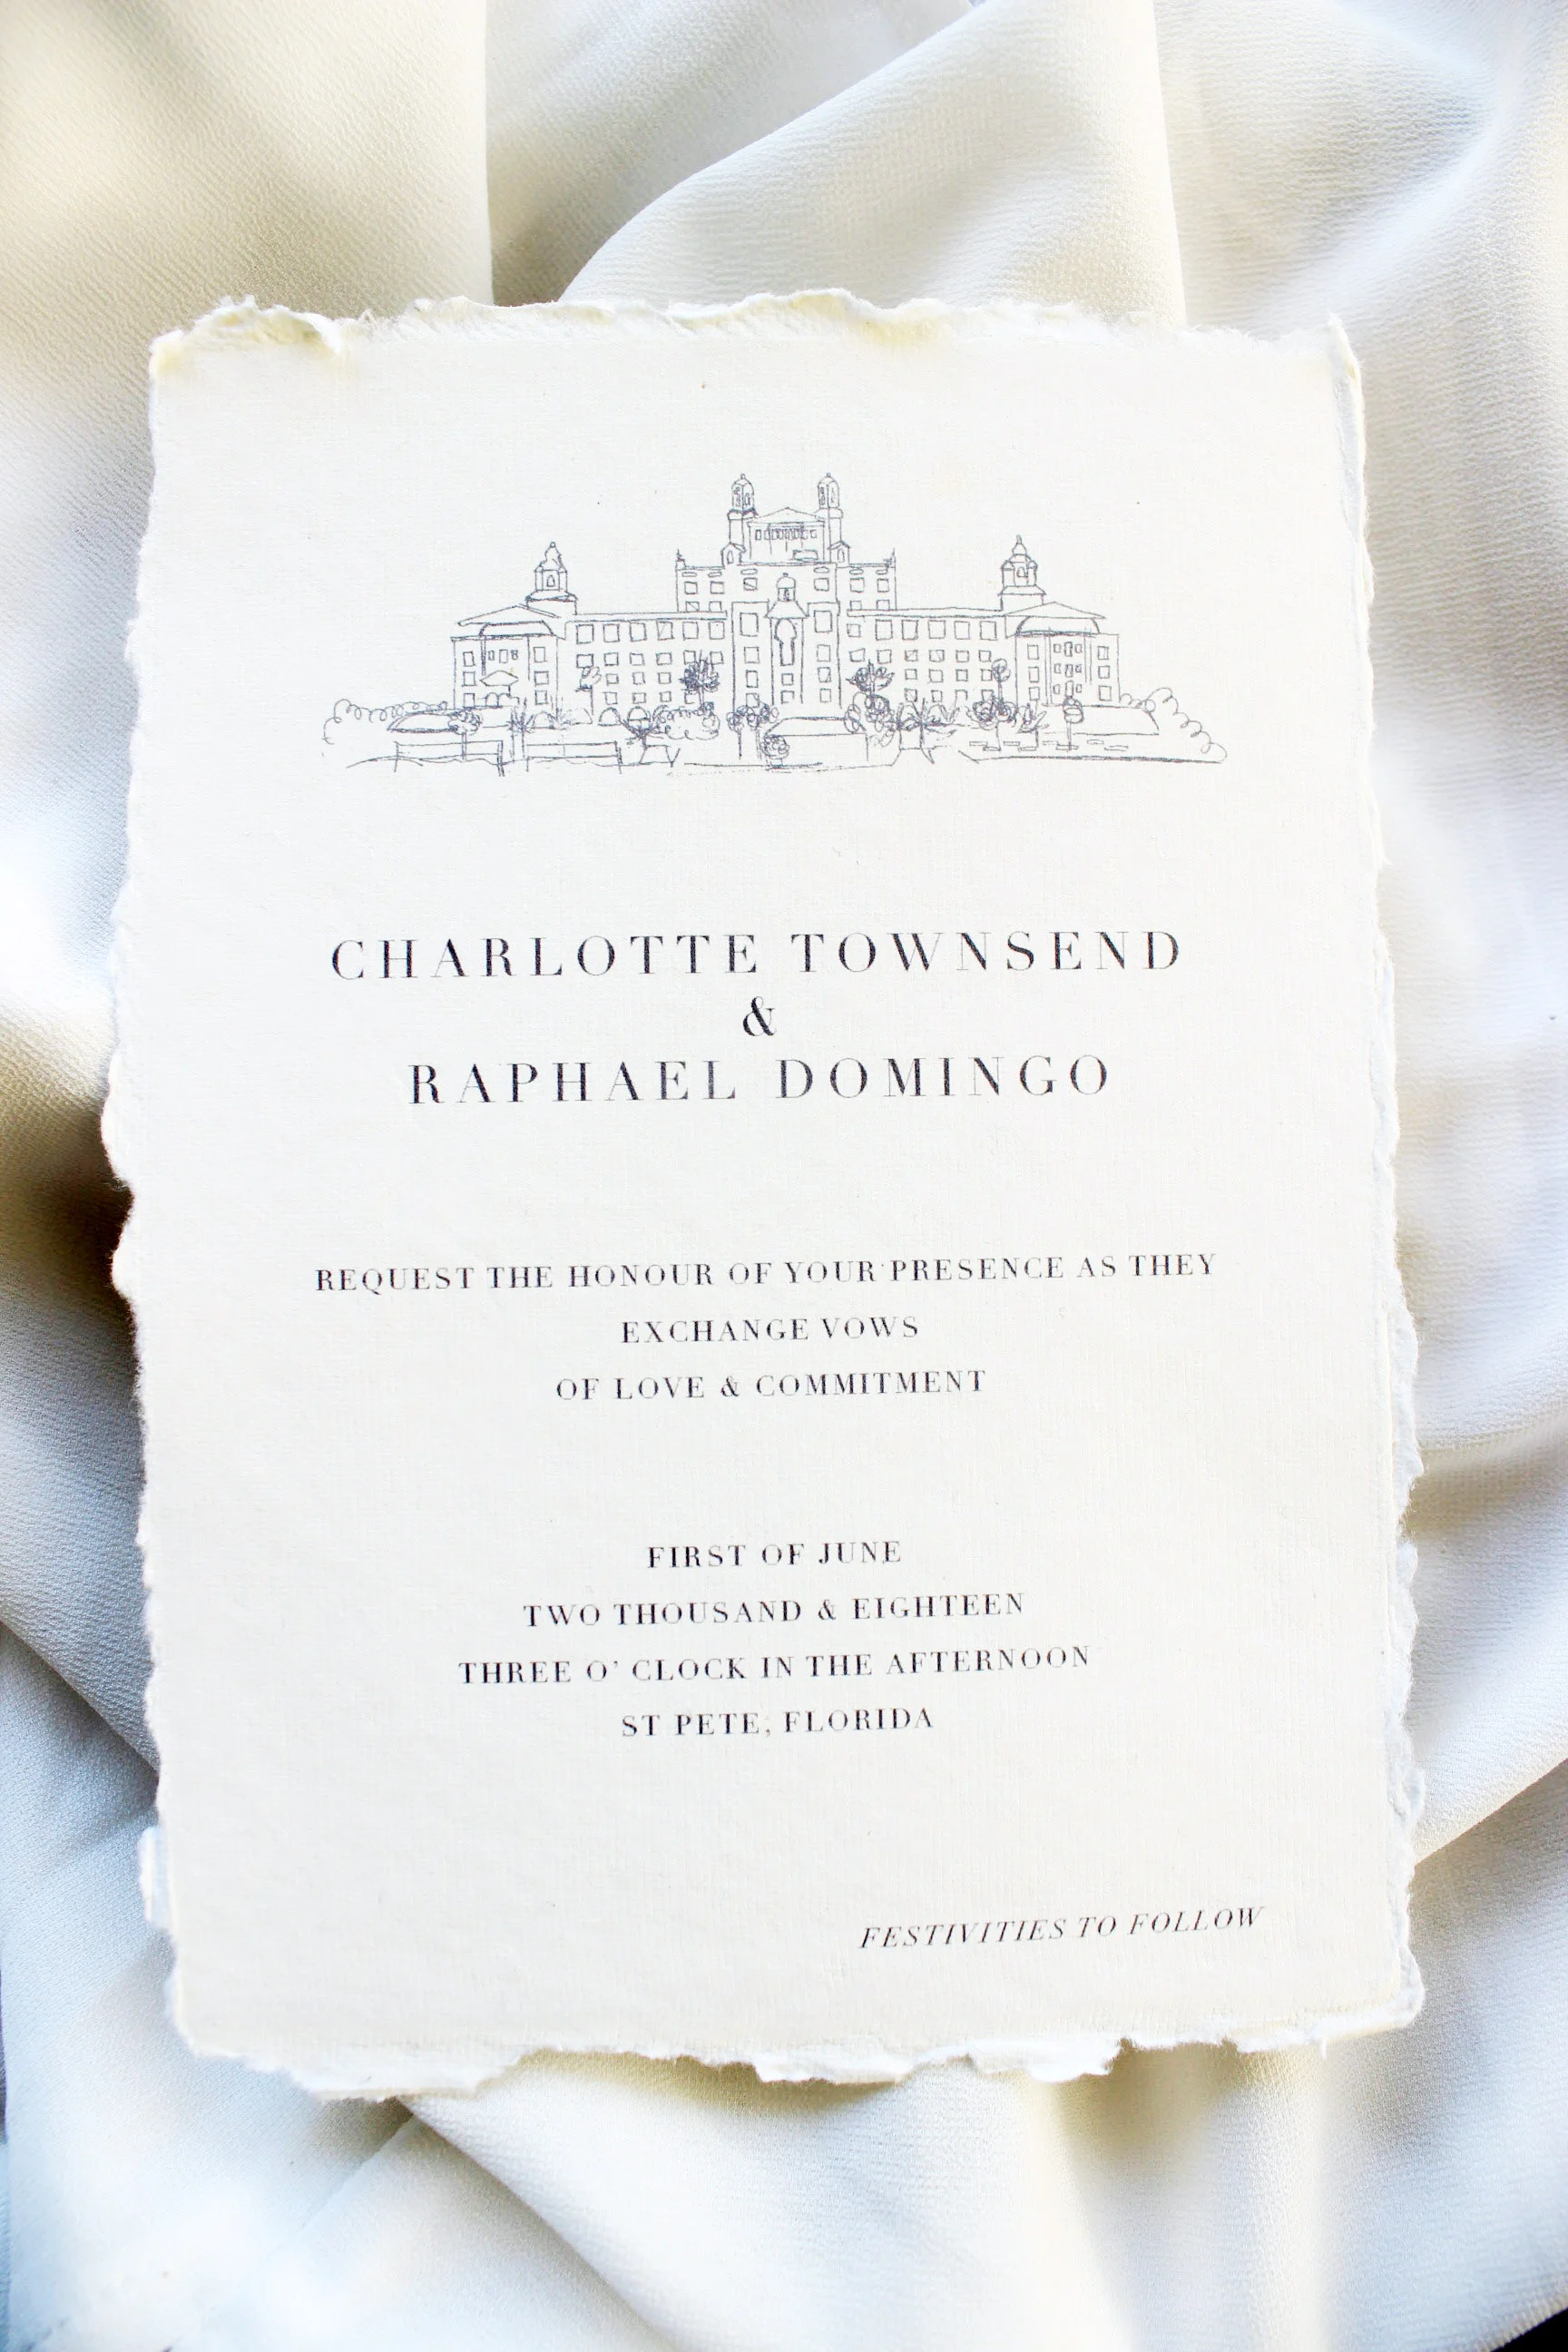 CHARLOTTE TOWNSEND
&
RAPHAEL DOMINGO
REQUEST THE HONOUR OF YOUR PRESENCE AS THEY
EXCHANGE VOWS
OF LOVE & COMMITMENT
FIRST OF JUNE
TWO THOUSAND & EIGHTEEN
THREE O' CLOCK IN THE AFTERNOON
ST PETE, FLORIDA
FESTIVITIES TO FOLLOW